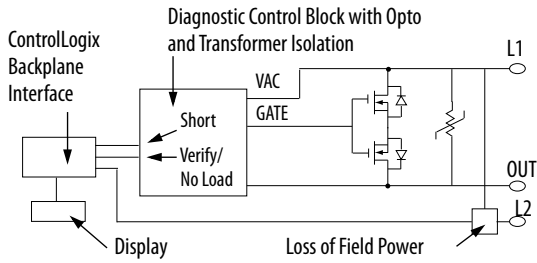 Diagnostic Control Block with Opto
and Transformer Isolation
ControlLogix
Backplane
Interface
L1
VAC
GATE
Short
Verify/
No Load
OUT
L2
Display
Loss of Field Power